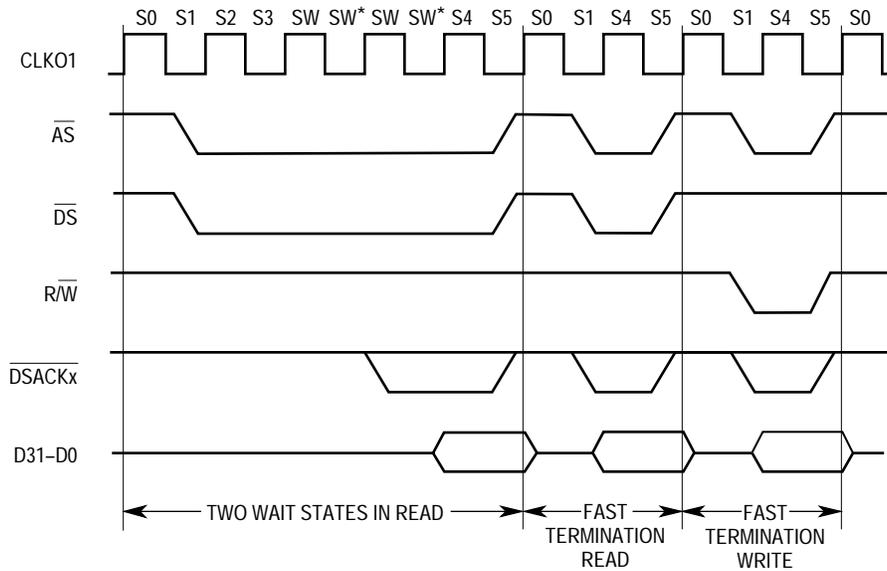 S0 S1 S2 S3 SW SW* SW SW* S4 S5 S0 S1 S4 S5 S0 S1 S4 S5 S0
CLKO1
AS
DS
R/W
DSACKx
D31–D0
TWO WAIT STATES IN READ
FAST
TERMINATION
READ
FAST
TERMINATION
WRITE